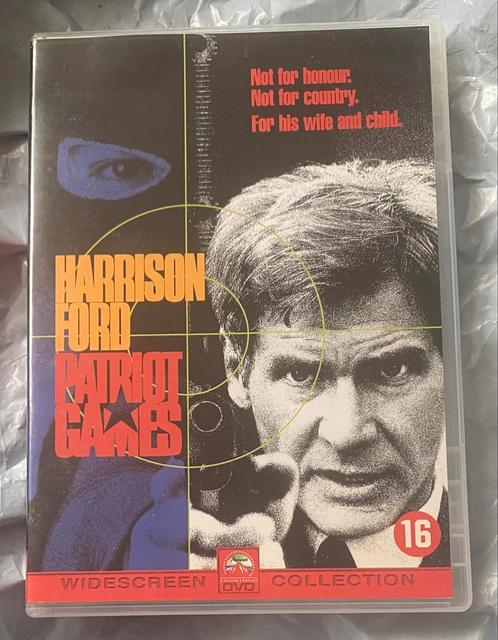 Not for honour.
Not for country.
For his wife and child.
HARRISON
FORD
PATRIOT
GAMES
16
WIDESCREEN DVD COLLECTION